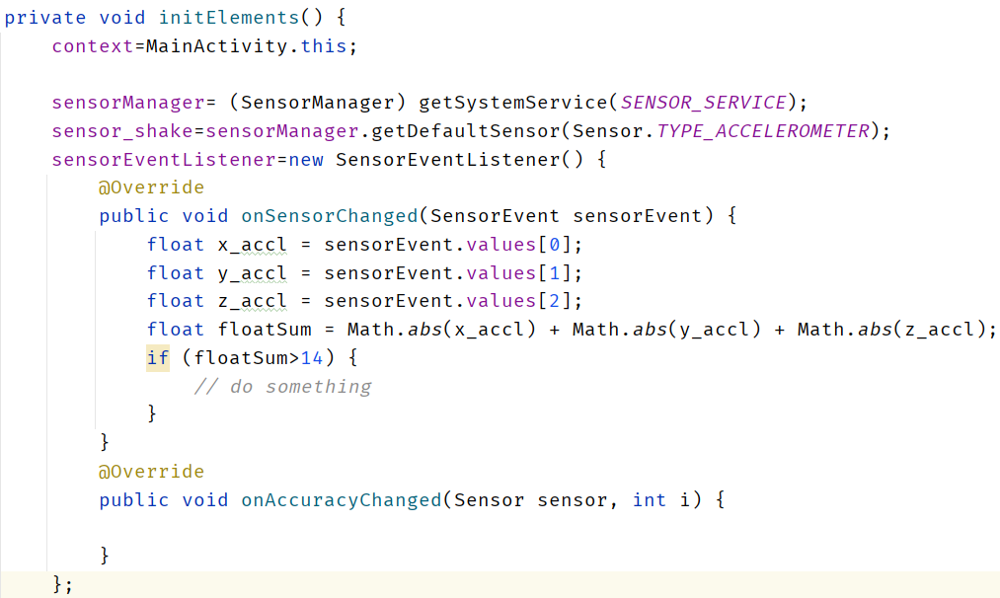 private void initElements() {
    context=MainActivity.this;

    sensorManager= (SensorManager) getSystemService(SENSOR_SERVICE);
    sensor_shake=sensorManager.getDefaultSensor(Sensor.TYPE_ACCELEROMETER);
    sensorEventListener=new SensorEventListener() {
        @Override
        public void onSensorChanged(SensorEvent sensorEvent) {
            float x_accl = sensorEvent.values[0];
            float y_accl = sensorEvent.values[1];
            float z_accl = sensorEvent.values[2];
            float floatSum = Math.abs(x_accl) + Math.abs(y_accl) + Math.abs(z_accl);
            if (floatSum>14) {
                // do something
            }
        }
        @Override
        public void onAccuracyChanged(Sensor sensor, int i) {

        }
    };